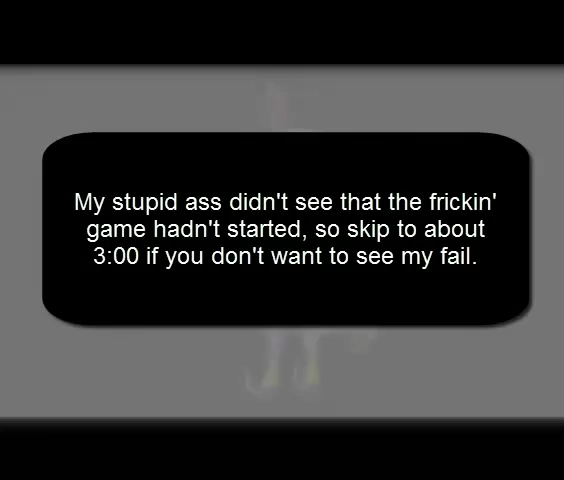 My stupid ass didn't see that the frickin'
game hadn't started, so skip to about
3:00 if you don't want to see my fail.